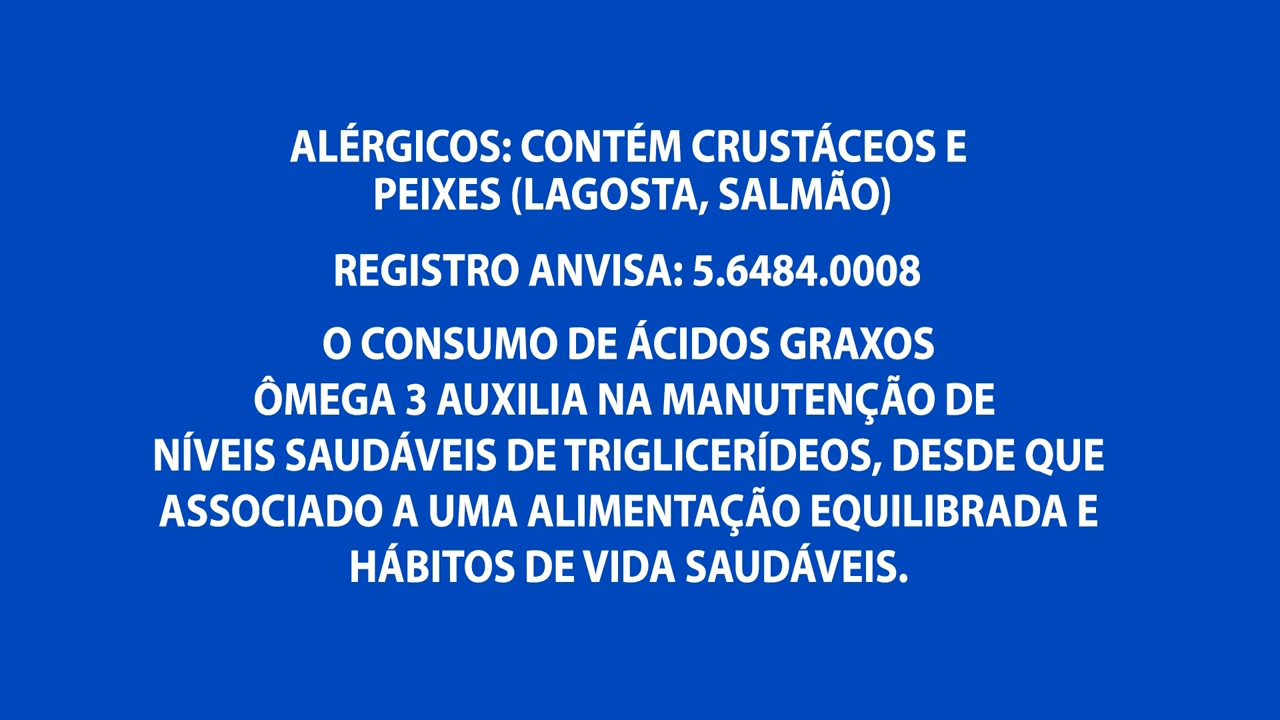 ALÉRGICOS: CONTÉM CRUSTÁCEOS E
PEIXES (LAGOSTA, SALMÃO)
REGISTRO ANVISA: 5.6484.0008
O CONSUMO DE ÁCIDOS GRAXOS
ÔMEGA 3 AUXILIA NA MANUTENÇÃO DE
NÍVEIS SAUDÁVEIS DE TRIGLICERÍDEOS, DESDE QUE
ASSOCIADO A UMA ALIMENTAÇÃO EQUILIBRADA E
HÁBITOS DE VIDA SAUDÁVEIS.